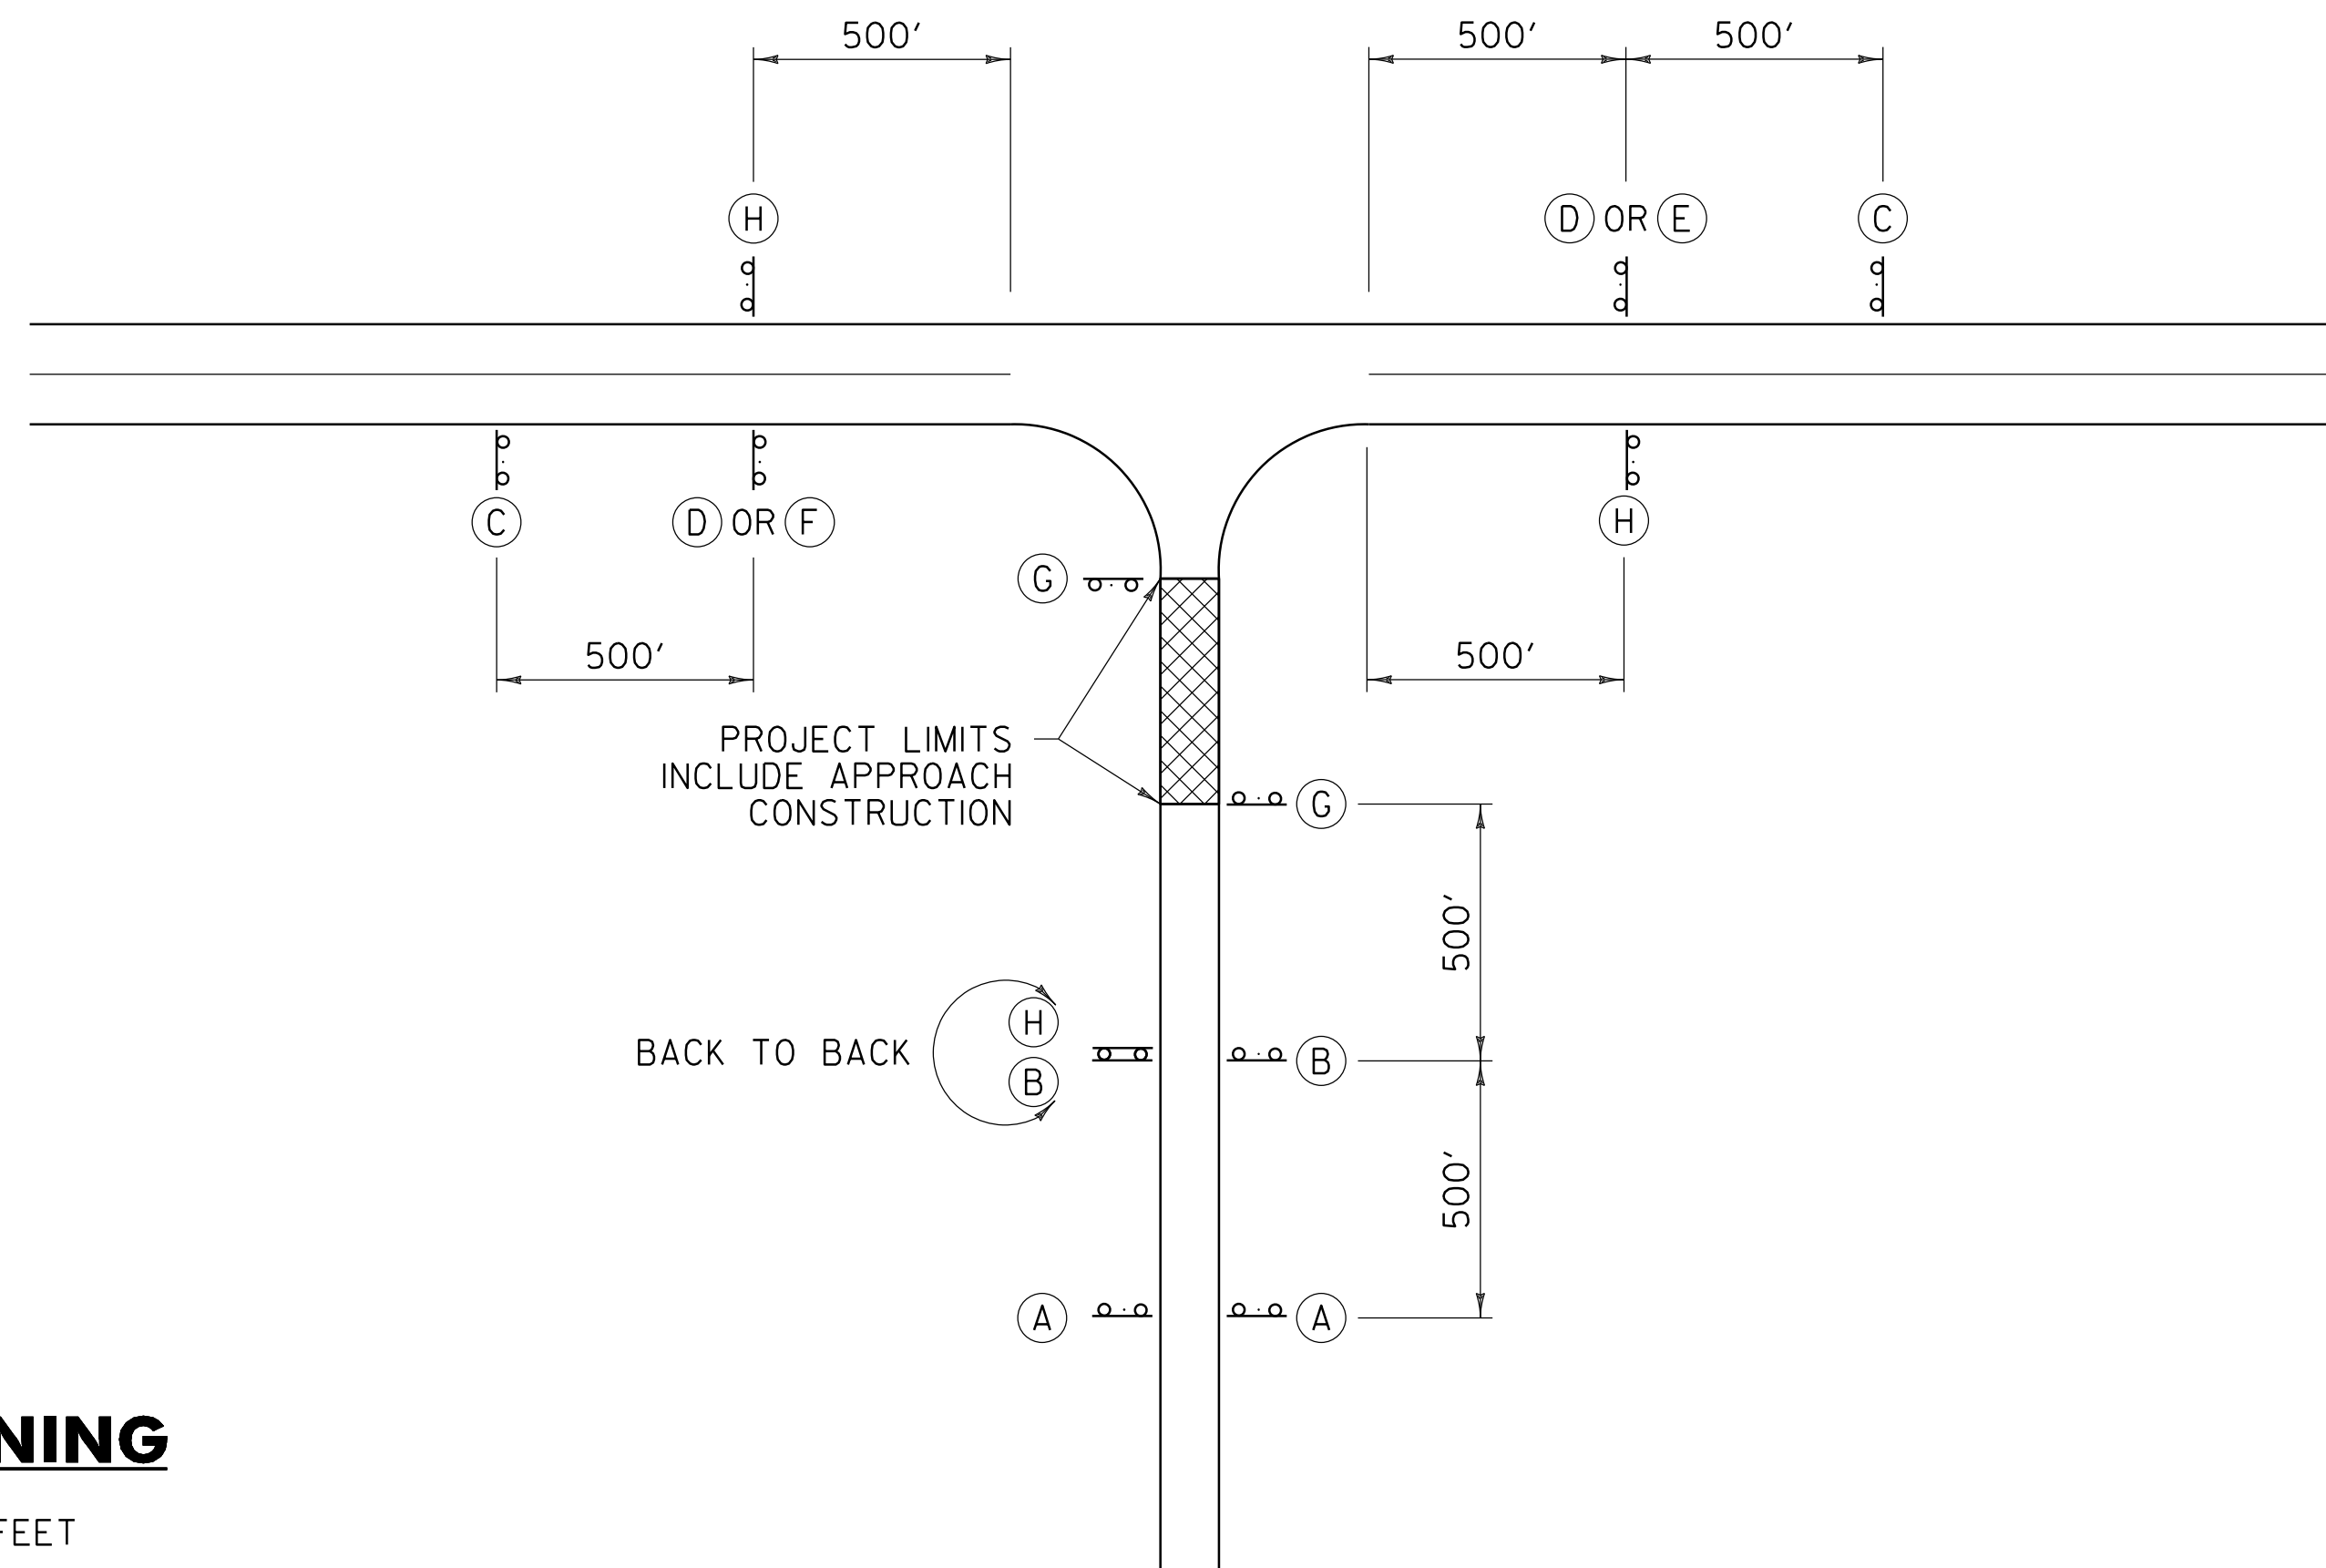 500' 500' 500'
H D OR E C
C D OR F H
G
500' 500'
PROJECT LIMITS
INCLUDE APPROACH
CONSTRUCTION
G
500'
H
BACK TO BACK B
B
500'
A A
NING
FEET